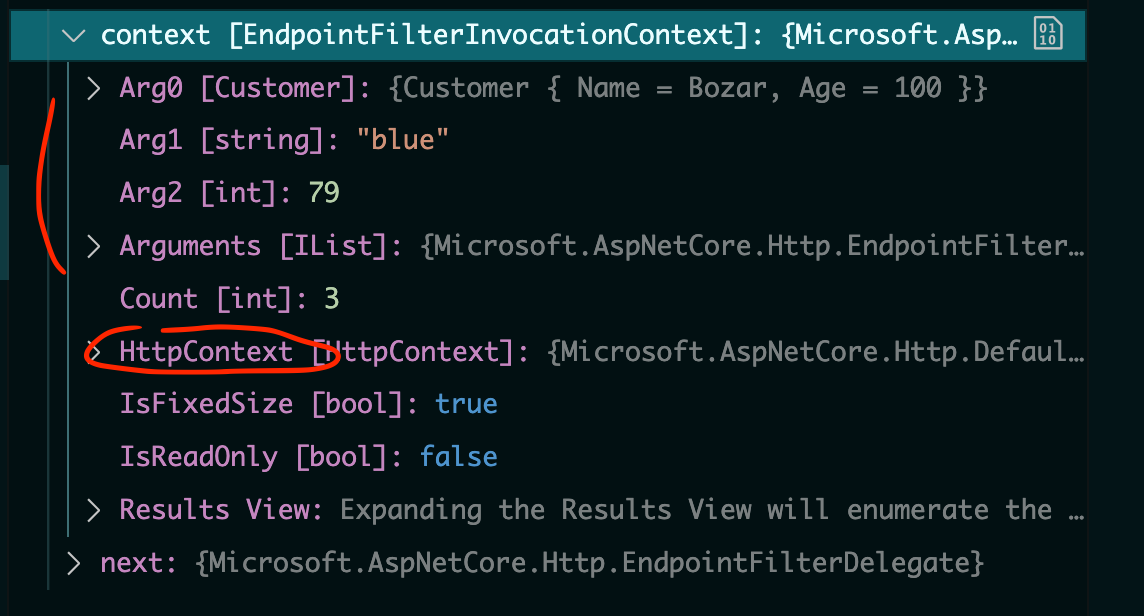 context [EndpointFilterInvocationContext]: {Microsoft.Asp…
01
10
Arg0 [Customer]: {Customer { Name = Bozar, Age = 100 }}
Arg1 [string]: "blue"
Arg2 [int]: 79
Arguments [IList]: {Microsoft.AspNetCore.Http.EndpointFilter…
Count [int]: 3
HttpContext [HttpContext]: {Microsoft.AspNetCore.Http.Defaul…
IsFixedSize [bool]: true
IsReadOnly [bool]: false
Results View: Expanding the Results View will enumerate the …
next: {Microsoft.AspNetCore.Http.EndpointFilterDelegate}